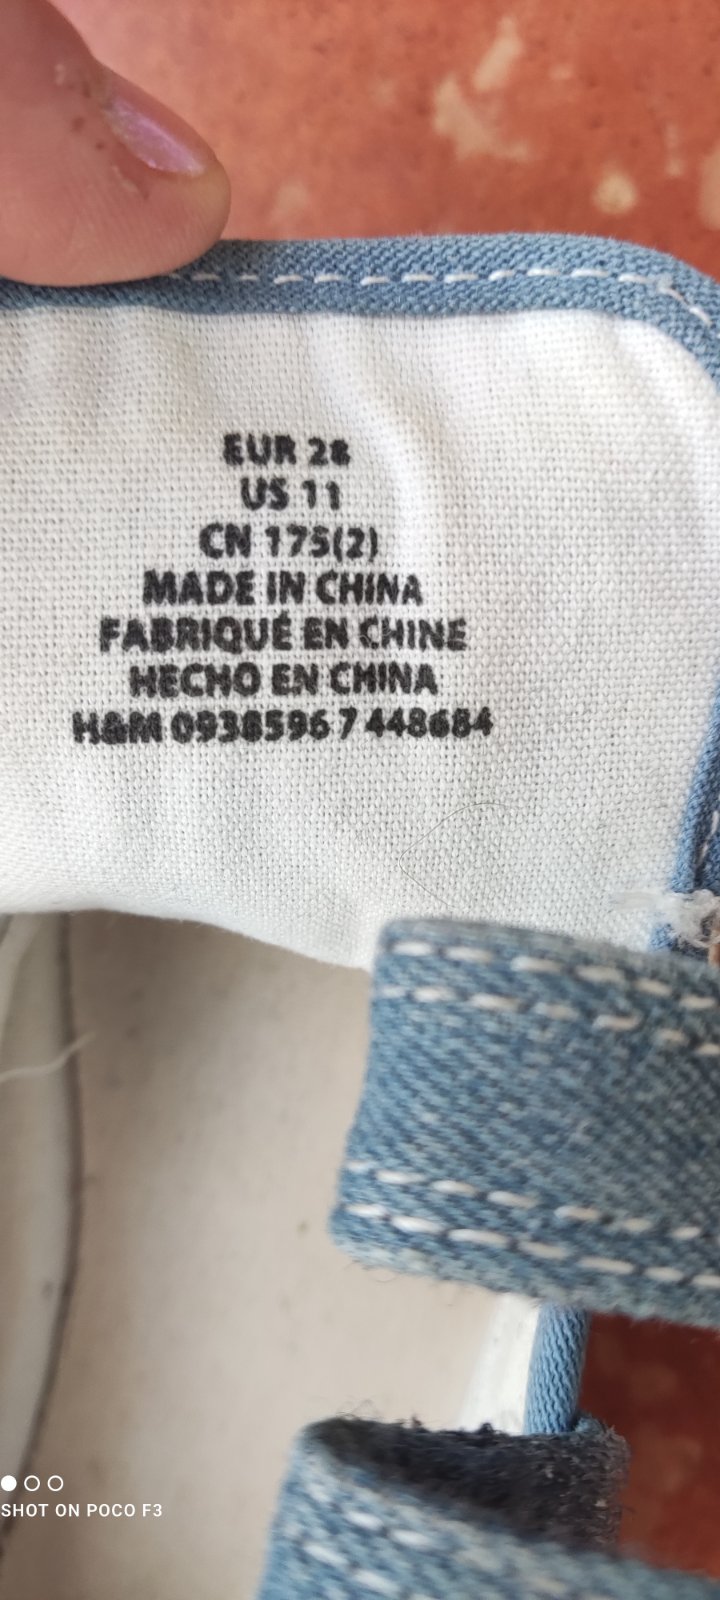 EUR 28
US 11
CN 175(2)
MADE IN CHINA
FABRIQUÉ EN CHINE
HECHO EN CHINA
H&M 0938596 7 448684
SHOT ON POCO F3